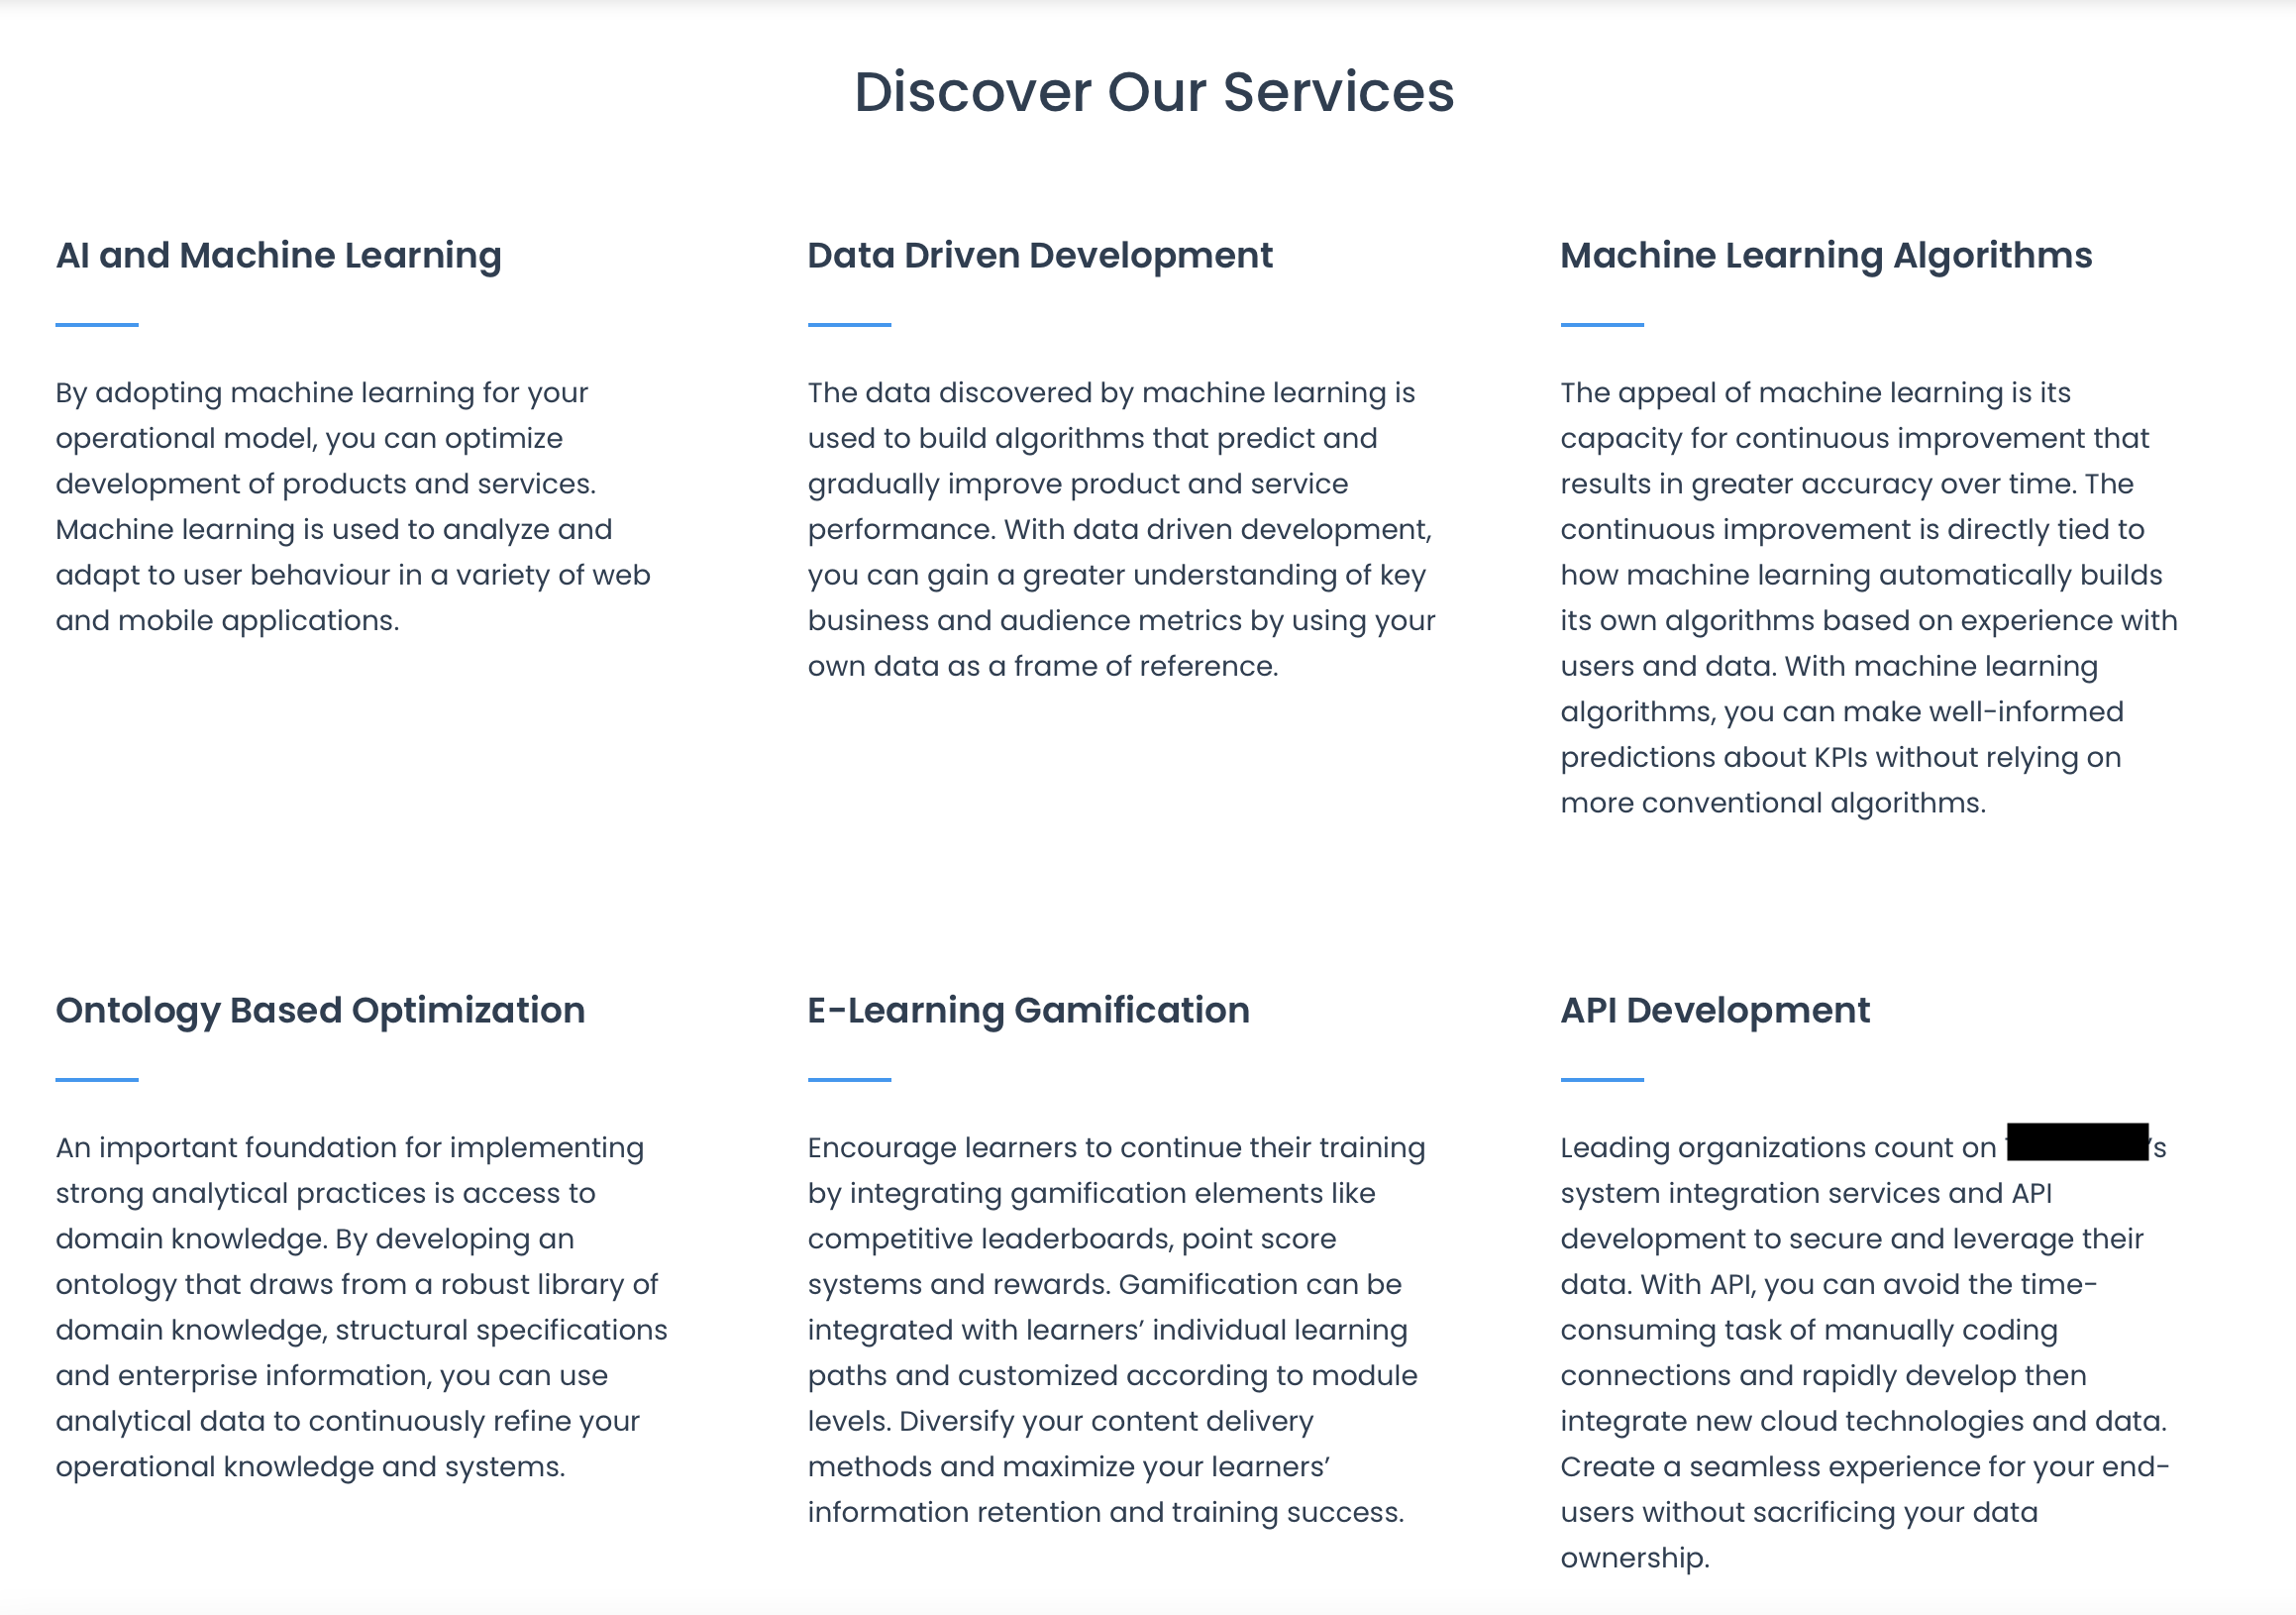 Discover Our Services
AI and Machine Learning
By adopting machine learning for your
operational model, you can optimize
development of products and services.
Machine learning is used to analyze and
adapt to user behaviour in a variety of web
and mobile applications.
Data Driven Development
The data discovered by machine learning is
used to build algorithms that predict and
gradually improve product and service
performance. With data driven development,
you can gain a greater understanding of key
business and audience metrics by using your
own data as a frame of reference.
Machine Learning Algorithms
The appeal of machine learning is its
capacity for continuous improvement that
results in greater accuracy over time. The
continuous improvement is directly tied to
how machine learning automatically builds
its own algorithms based on experience with
users and data. With machine learning
algorithms, you can make well-informed
predictions about KPIs without relying on
more conventional algorithms.
Ontology Based Optimization
An important foundation for implementing
strong analytical practices is access to
domain knowledge. By developing an
ontology that draws from a robust library of
domain knowledge, structural specifications
and enterprise information, you can use
analytical data to continuously refine your
operational knowledge and systems.
E-Learning Gamification
Encourage learners to continue their training
by integrating gamification elements like
competitive leaderboards, point score
systems and rewards. Gamification can be
integrated with learners’ individual learning
paths and customized according to module
levels. Diversify your content delivery
methods and maximize your learners’
information retention and training success.
API Development
Leading organizations count on ’s
system integration services and API
development to secure and leverage their
data. With API, you can avoid the time-
consuming task of manually coding
connections and rapidly develop then
integrate new cloud technologies and data.
Create a seamless experience for your end-
users without sacrificing your data
ownership.